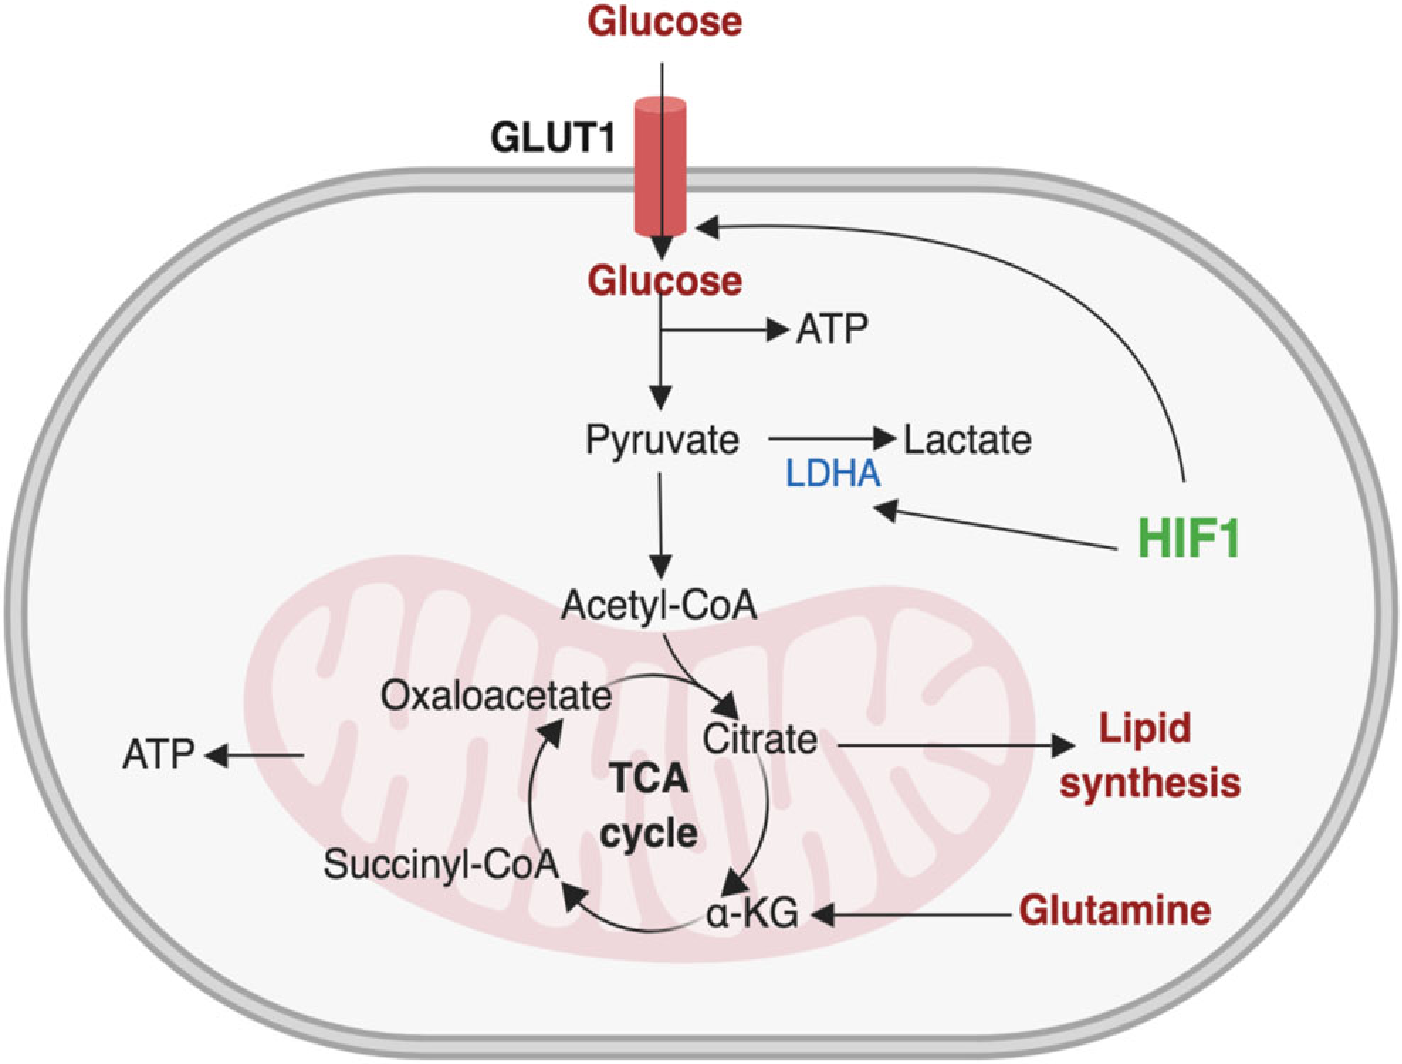 Glucose
GLUT1
Glucose
ATP
Pyruvate
Lactate
LDHA
HIF1
Acetyl-CoA
Oxaloacetate
Citrate
Lipid
synthesis
ATP
TCA
cycle
Succinyl-CoA
α-KG
Glutamine